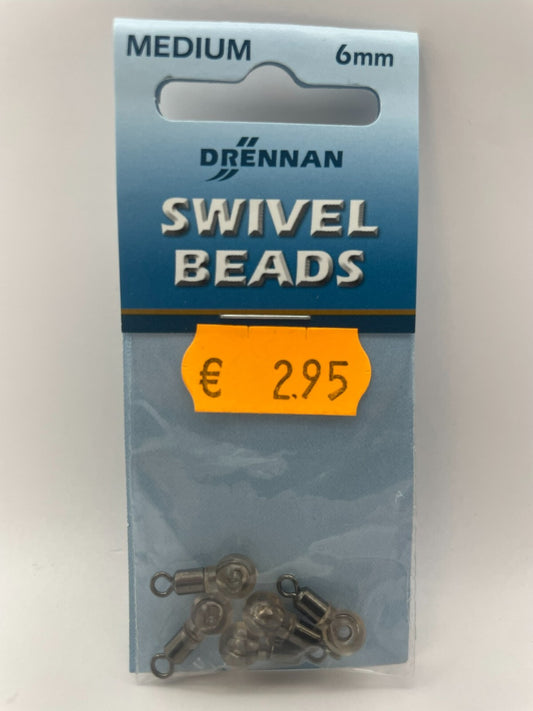 MEDIUM 6mm
DRENNAN
SWIVEL
BEADS
€ 2.95